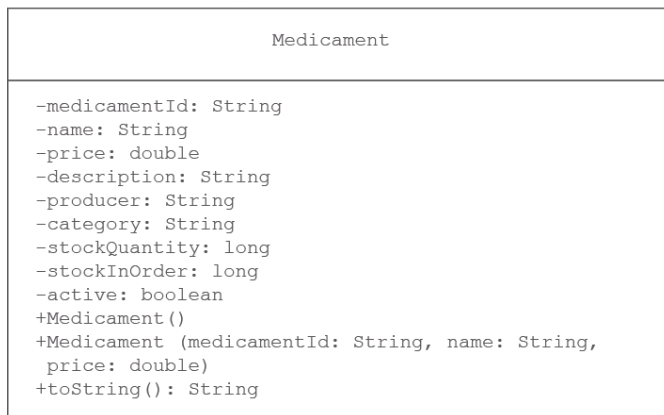 Medicament
-medicamentId: String
-name: String
-price: double
-description: String
-producer: String
-category: String
-stockQuantity: long
-stockInOrder: long
-active: boolean
+Medicament()
+Medicament (medicamentId: String, name: String,
price: double)
+toString(): String